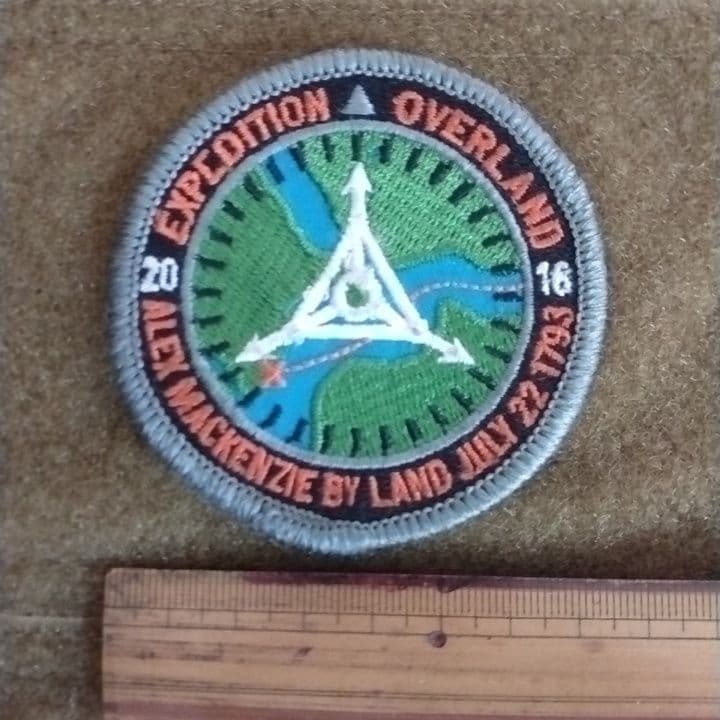 EXPEDITION OVERLAND
20 16
ALEX MACKENZIE BY LAND JULY 22 1793